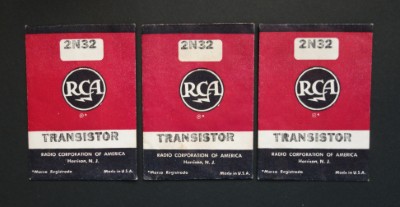 2N32
RCA
®*
TRANSISTOR
RADIO CORPORATION OF AMERICA
Harrison, N. J.
*Marca Registrada Made in U.S.A.
2N32
RCA
®*
TRANSISTOR
RADIO CORPORATION OF AMERICA
Harrison, N. J.
*Marca Registrada Made in U.S.A.
2N32
RCA
®*
TRANSISTOR
RADIO CORPORATION OF AMERICA
Harrison, N. J.
*Marca Registrada Made in U.S.A.